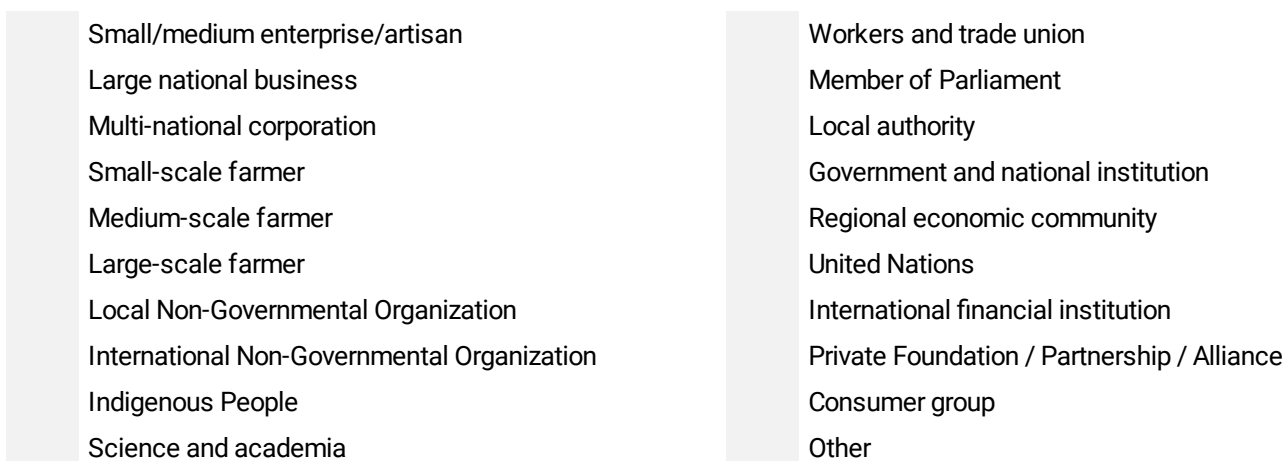 Small/medium enterprise/artisan
Large national business
Multi-national corporation
Small-scale farmer
Medium-scale farmer
Large-scale farmer
Local Non-Governmental Organization
International Non-Governmental Organization
Indigenous People
Science and academia
Workers and trade union
Member of Parliament
Local authority
Government and national institution
Regional economic community
United Nations
International financial institution
Private Foundation / Partnership / Alliance
Consumer group
Other